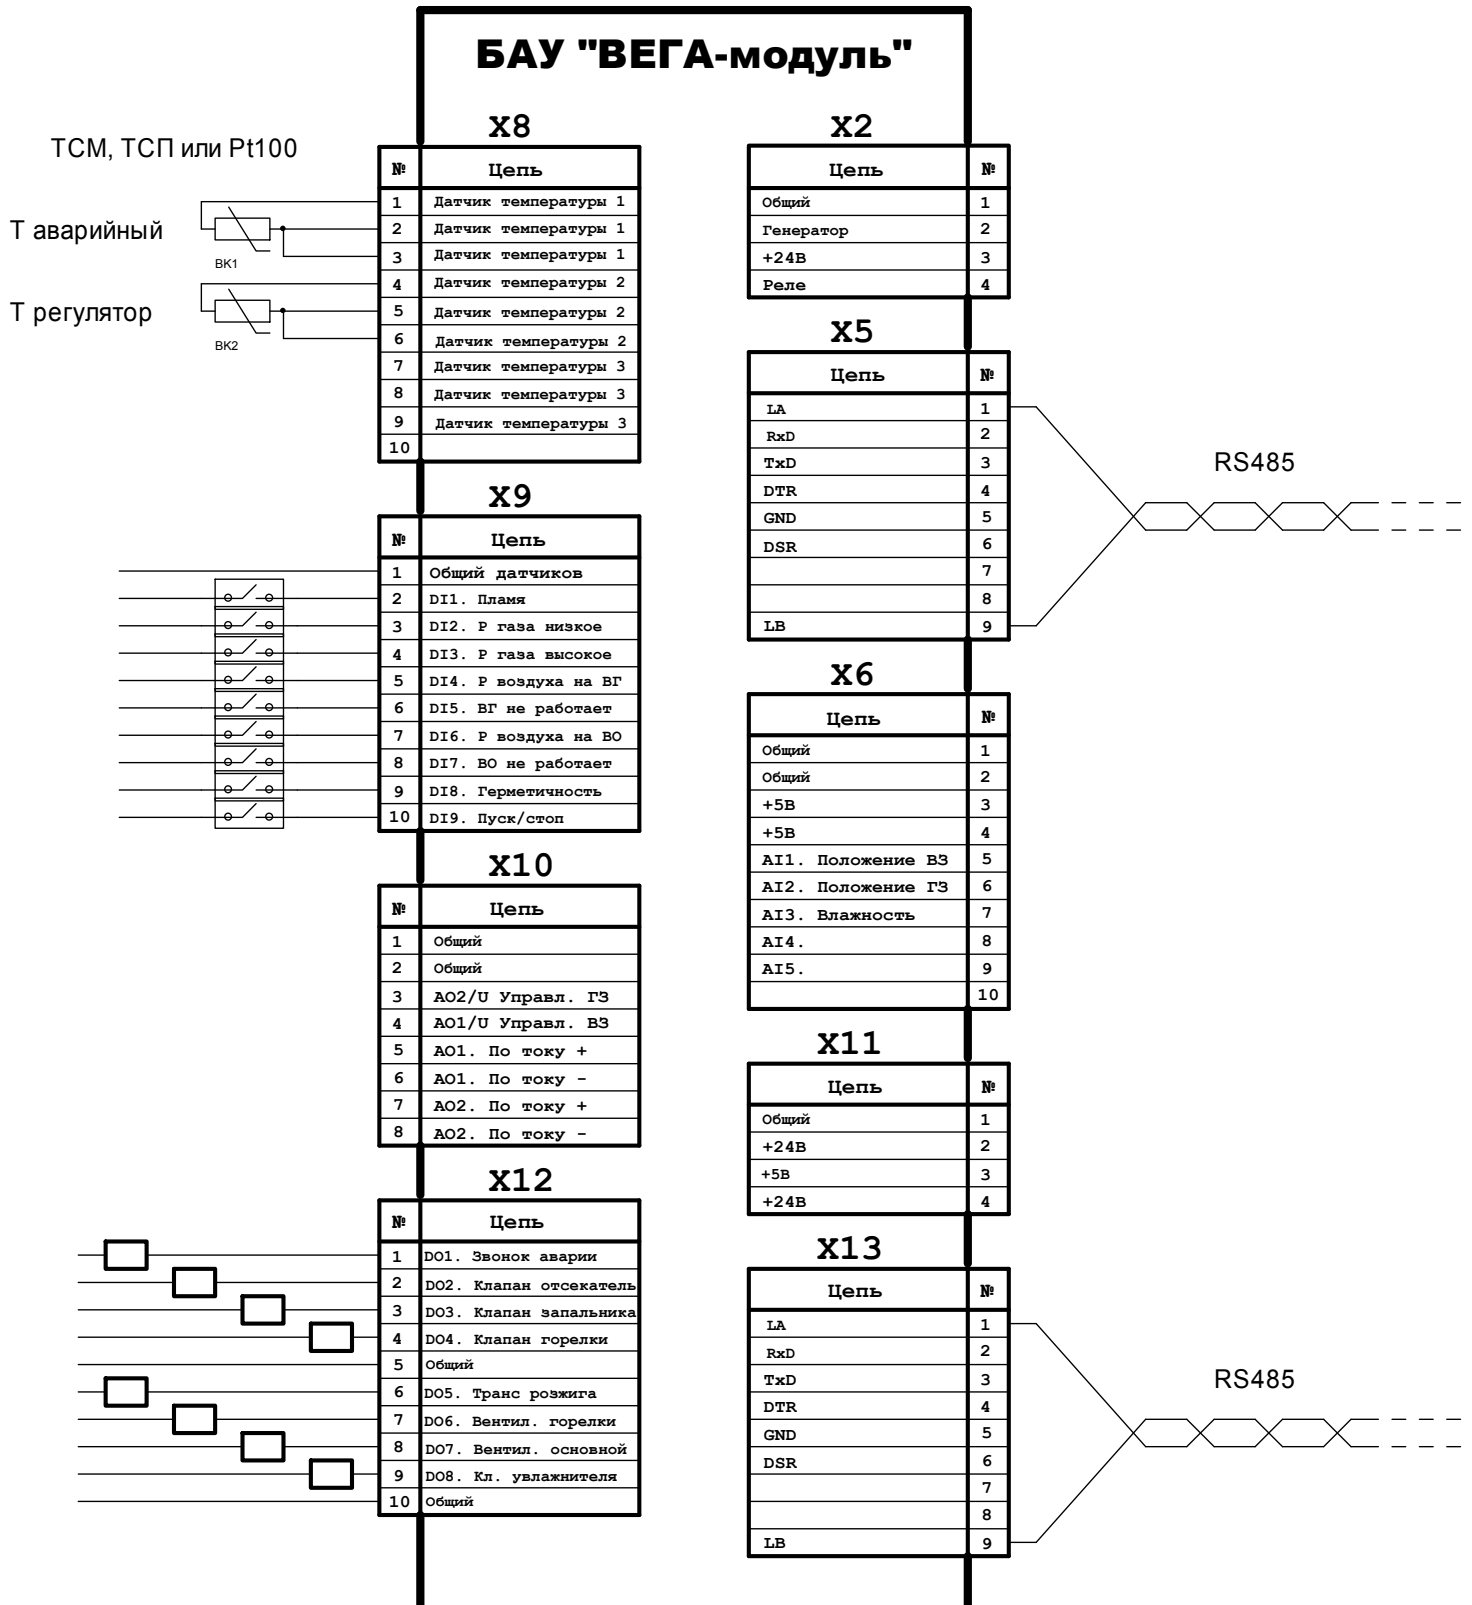 БАУ "ВЕГА-модуль"
ТСМ, ТСП или Pt100
Т аварийный
BK1
Т регулятор
BK2
X8
№ Цепь
1 Датчик температуры 1
2 Датчик температуры 1
3 Датчик температуры 1
4 Датчик температуры 2
5 Датчик температуры 2
6 Датчик температуры 2
7 Датчик температуры 3
8 Датчик температуры 3
9 Датчик температуры 3
10
X9
№ Цепь
1 Общий датчиков
2 DI1. Пламя
3 DI2. Р газа низкое
4 DI3. Р газа высокое
5 DI4. Р воздуха на ВГ
6 DI5. ВГ не работает
7 DI6. Р воздуха на ВО
8 DI7. ВО не работает
9 DI8. Герметичность
10 DI9. Пуск/стоп
X10
№ Цепь
1 Общий
2 Общий
3 AO2/U Управл. ГЗ
4 AO1/U Управл. ВЗ
5 AO1. По току +
6 AO1. По току -
7 AO2. По току +
8 AO2. По току -
X12
№ Цепь
1 DO1. Звонок аварии
2 DO2. Клапан отсекатель
3 DO3. Клапан запальника
4 DO4. Клапан горелки
5 Общий
6 DO5. Транс розжига
7 DO6. Вентил. горелки
8 DO7. Вентил. основной
9 DO8. Кл. увлажнителя
10 Общий
X2
Цепь №
Общий 1
Генератор 2
+24В 3
Реле 4
X5
Цепь №
LA 1
RxD 2
TxD 3
DTR 4
GND 5
DSR 6
7
8
LB 9
RS485
X6
Цепь №
Общий 1
Общий 2
+5В 3
+5В 4
AI1. Положение ВЗ 5
AI2. Положение ГЗ 6
AI3. Влажность 7
AI4. 8
AI5. 9
10
X11
Цепь №
Общий 1
+24В 2
+5В 3
+24В 4
X13
Цепь №
LA 1
RxD 2
TxD 3
DTR 4
GND 5
DSR 6
7
8
LB 9
RS485